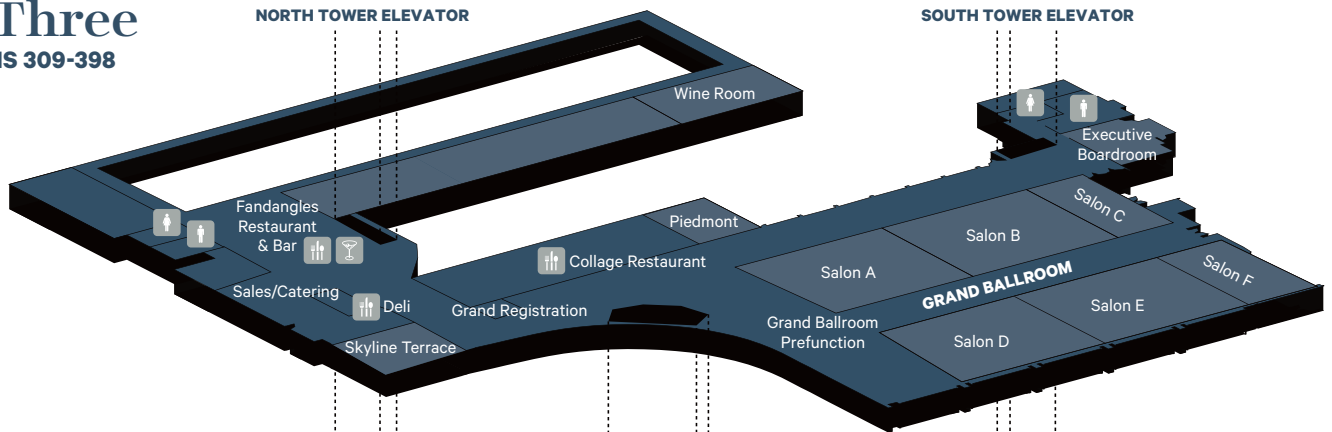 Three
NORTH TOWER ELEVATOR
SOUTH TOWER ELEVATOR
309-398
Wine Room
Executive
Boardroom
Fandangles
Restaurant
& Bar
Piedmont
Salon C
Salon B
Collage Restaurant
Salon A
Salon F
GRAND BALLROOM
Sales/Catering
Deli
Grand Registration
Salon E
Grand Ballroom
Prefunction
Skyline Terrace
Salon D